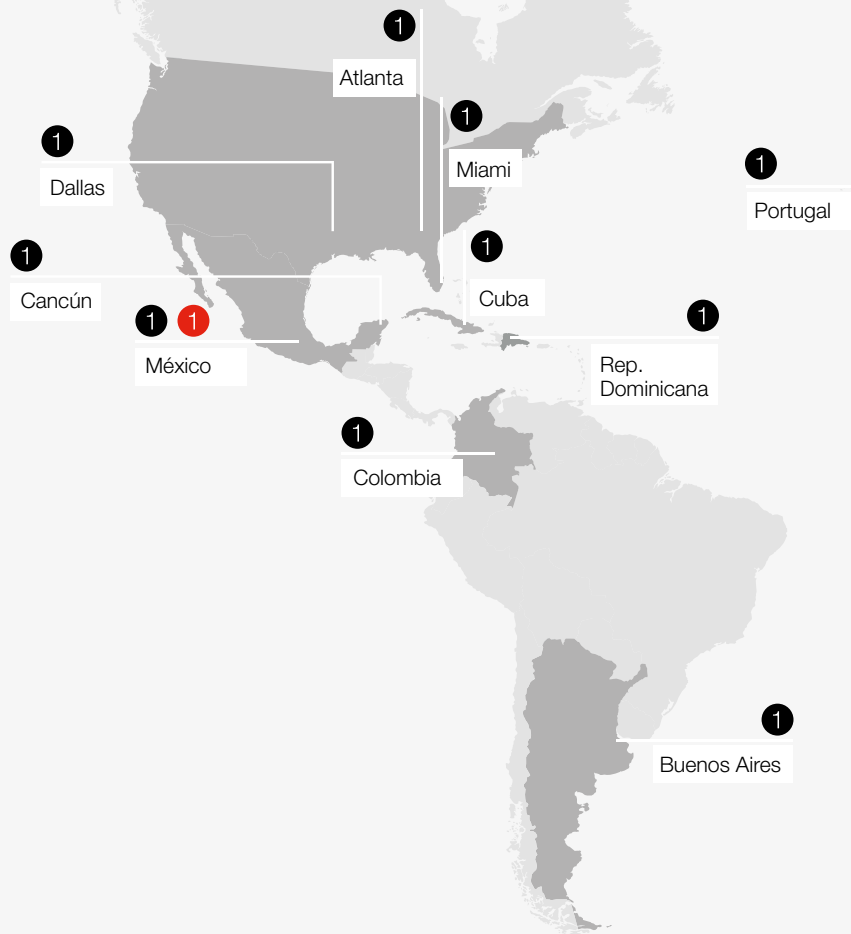 1
Atlanta
1
Miami
1
Dallas
1
Portugal
1
Cancún
1
Cuba
1 1
México
1
Rep.
Dominicana
1
Colombia
1
Buenos Aires